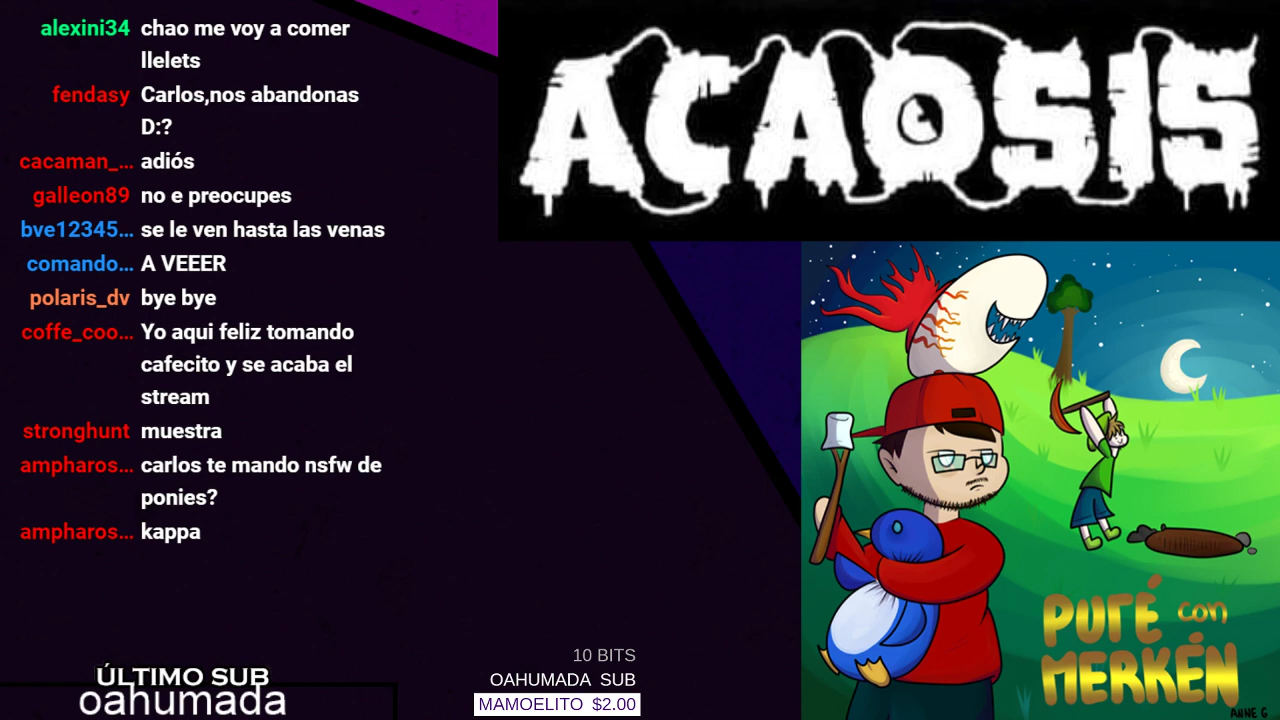 alexini34 chao me voy a comer
llelets
fendasy Carlos,nos abandonas
D:?
cacaman_... adiós
galleon89 no e preocupes
bve12345... se le ven hasta las venas
comando... A VEEER
polaris_dv bye bye
coffe_coo... Yo aqui feliz tomando
cafecito y se acaba el
stream
stronghunt muestra
ampharos... carlos te mando nsfw de
ponies?
ampharos... kappa
ÚLTIMO SUB
oahumada
10 BITS
OAHUMADA SUB
MAMOELITO $2.00
ACAOSIS
PURÉ con
MERKÉN
ANNE G